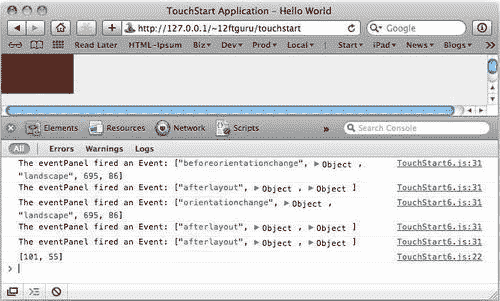 TouchStart Application – Hello World
http://127.0.0.1/~12ftguru/touchstart
Google
Read Later HTML-Ipsum Biz▾ Dev▾ Prod▾ Local▾ Start▾ iPad▾ News▾ Blogs▾ »
Elements Resources Network Scripts » Search Console
All Errors Warnings Logs
The eventPanel fired an Event: ["beforeorientationchange", ▶Object , TouchStart6.js:31
"landscape", 695, 86]
The eventPanel fired an Event: ["afterlayout", ▶Object , ▶Object ] TouchStart6.js:31
The eventPanel fired an Event: ["orientationchange", ▶Object , TouchStart6.js:31
"landscape", 695, 86]
The eventPanel fired an Event: ["afterlayout", ▶Object , ▶Object ] TouchStart6.js:31
The eventPanel fired an Event: ["afterlayout", ▶Object , ▶Object ] TouchStart6.js:31
[101, 55] TouchStart6.js:22
>